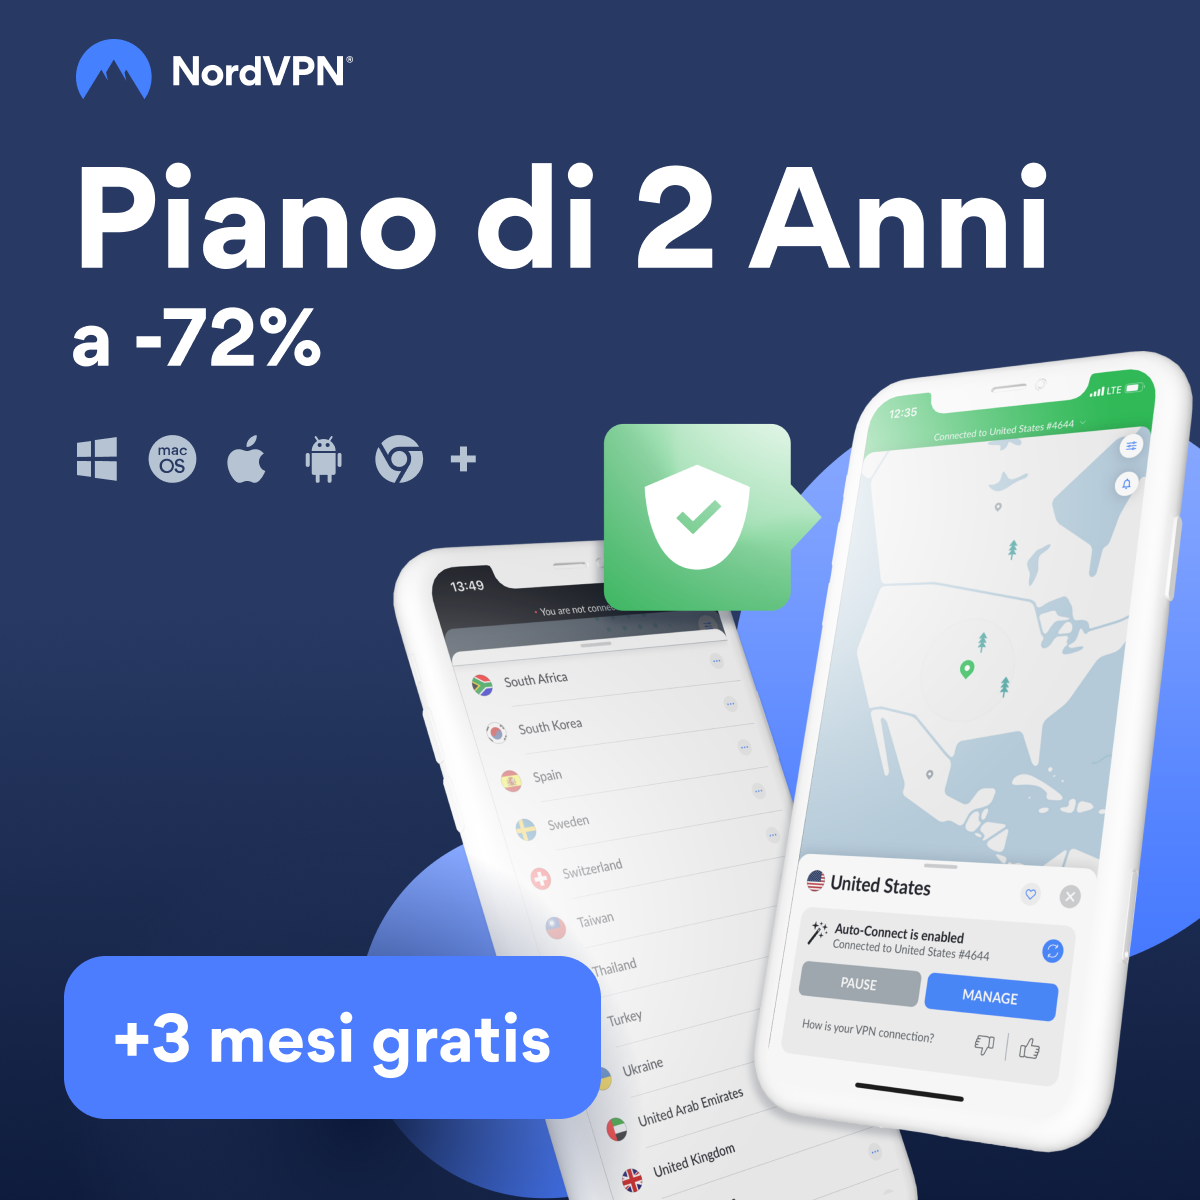 NordVPN®
Piano di 2 Anni
a -72%
mac
OS
12:35
LTE
Connected to United States #4644
13:49
You are not
South Africa
South Korea
Spain
Sweden
Switzerland
Taiwan
Thailand
Turkey
Ukraine
United Arab Emirates
United Kingdom
United States
Auto-Connect is enabled
Connected to United States #4644
PAUSE
MANAGE
How is your VPN connection?
+3 mesi gratis